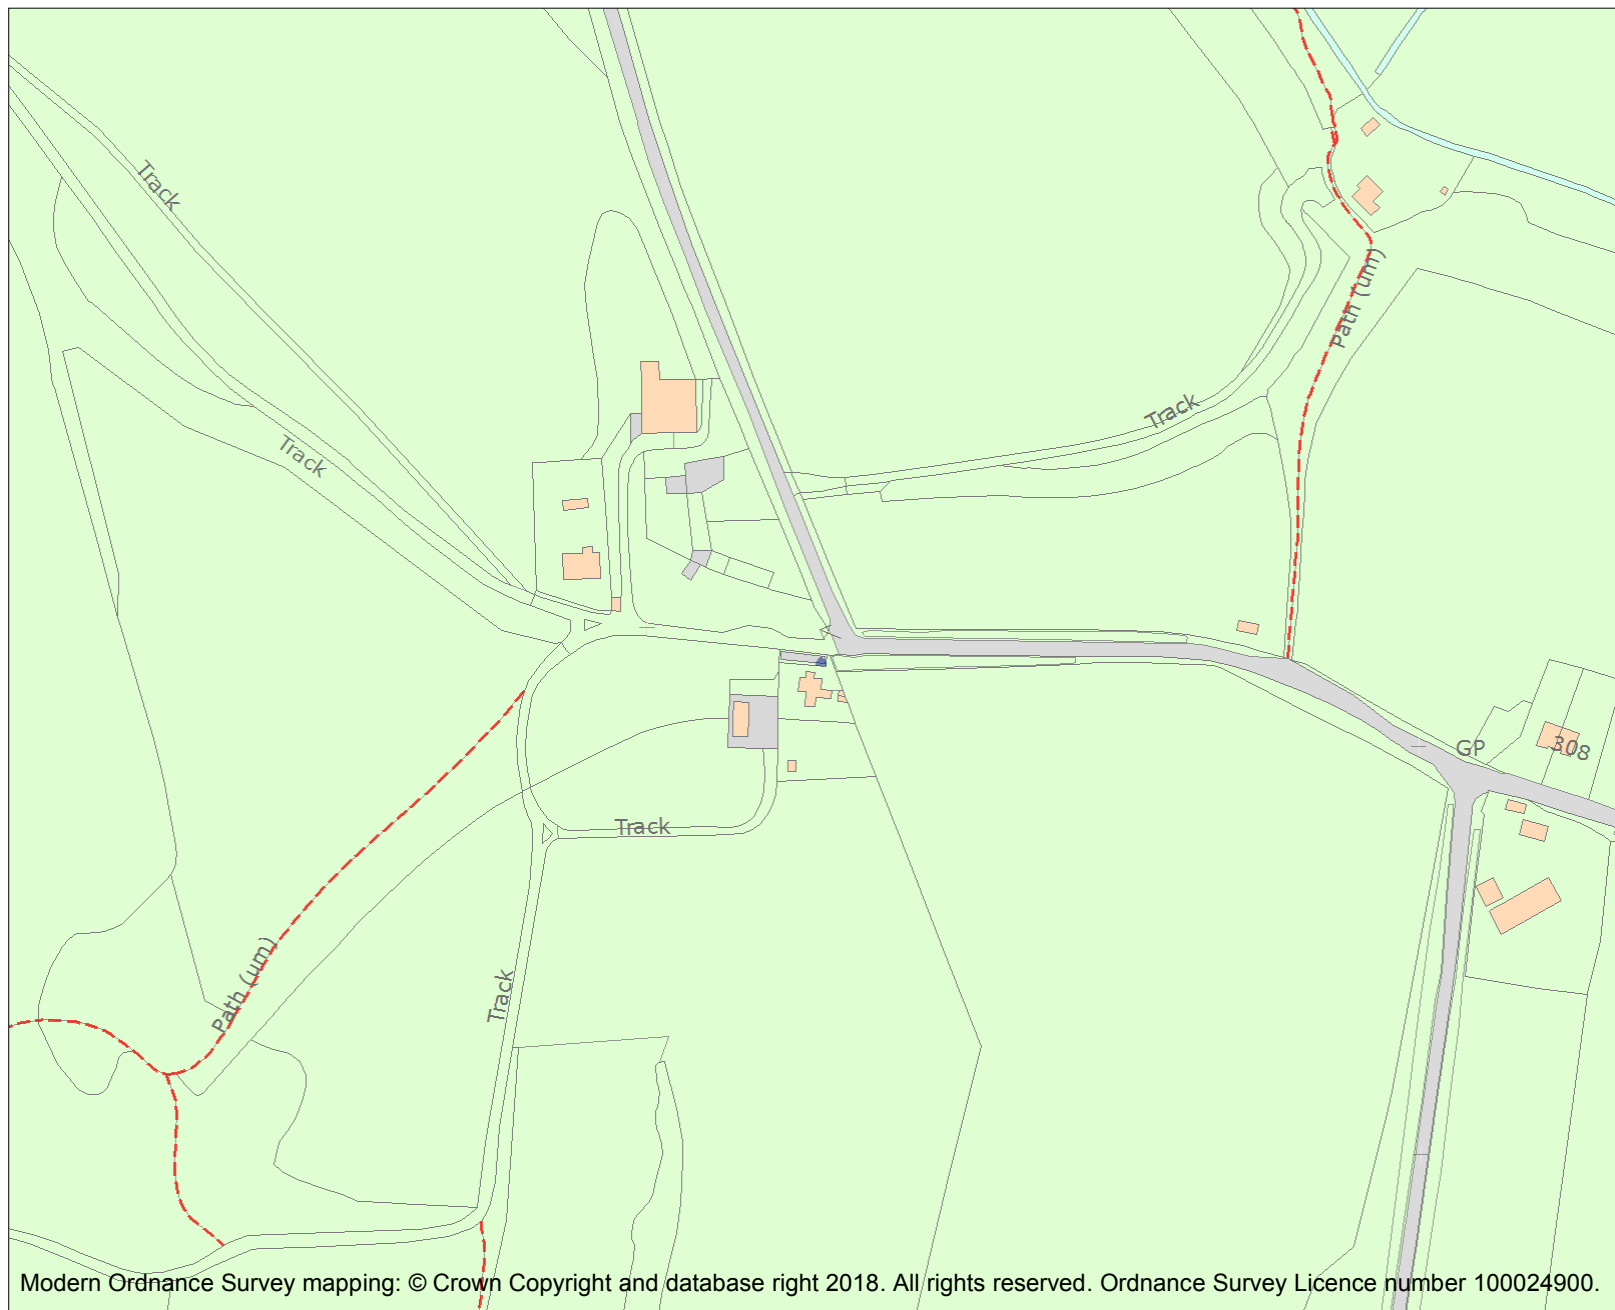 Track
Path (um)
Track
Track
GP
308
Track
Path (um)
Track
Modern Ordnance Survey mapping: © Crown Copyright and database right 2018. All rights reserved. Ordnance Survey Licence number 100024900.